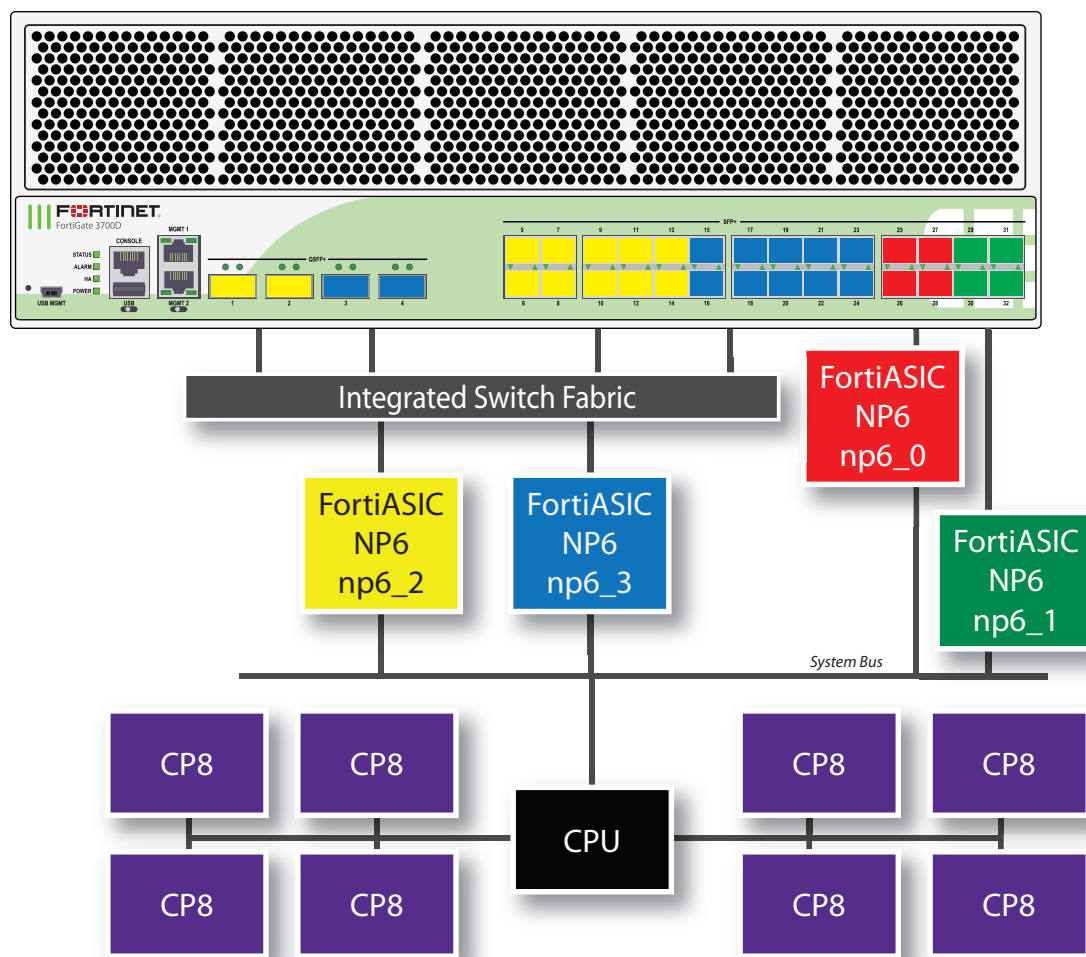 FORTINET
FortiGate 3700D
STATUS
ALARM
HA
POWER
USB MGMT
CONSOLE
USB
MGMT 1
MGMT 2
QSFP+
1 2 3 4
SFP+
5 7 9 11 13 15 17 19 21 23 25 27 29 31
6 8 10 12 14 16 18 20 22 24 26 28 30 32
Integrated Switch Fabric
FortiASIC
NP6
np6_0
FortiASIC
NP6
np6_2
FortiASIC
NP6
np6_3
FortiASIC
NP6
np6_1
System Bus
CP8 CP8 CP8 CP8
CPU
CP8 CP8 CP8 CP8